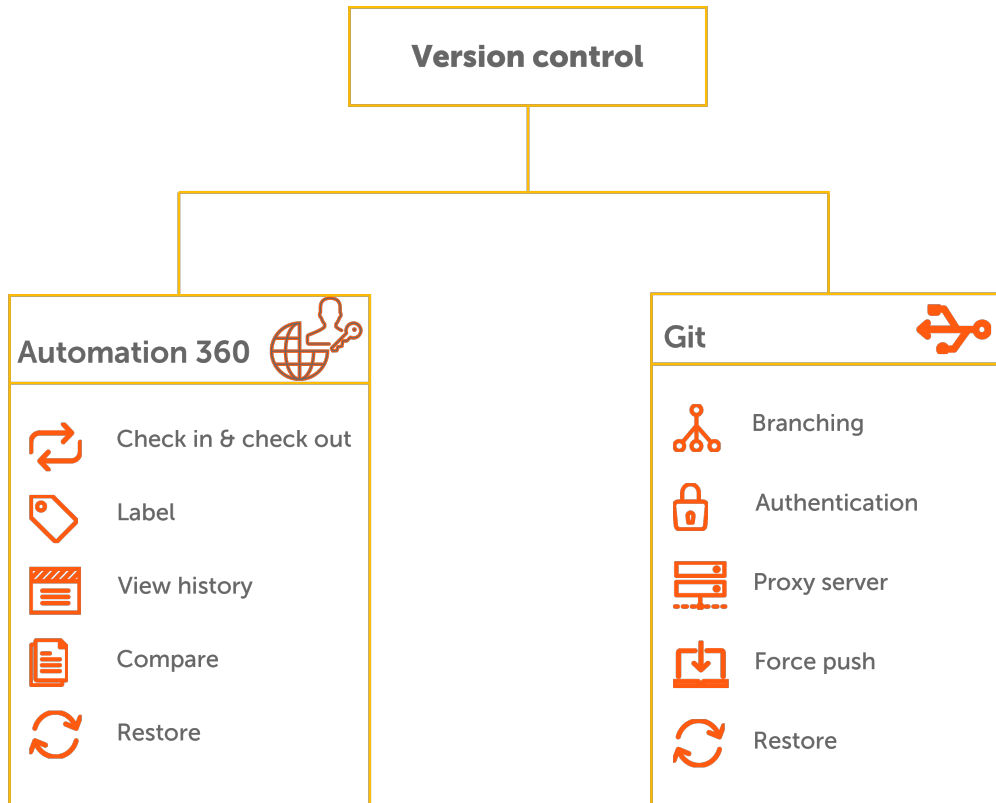 Version control
Automation 360
Check in & check out
Label
View history
Compare
Restore
Git
Branching
Authentication
Proxy server
Force push
Restore